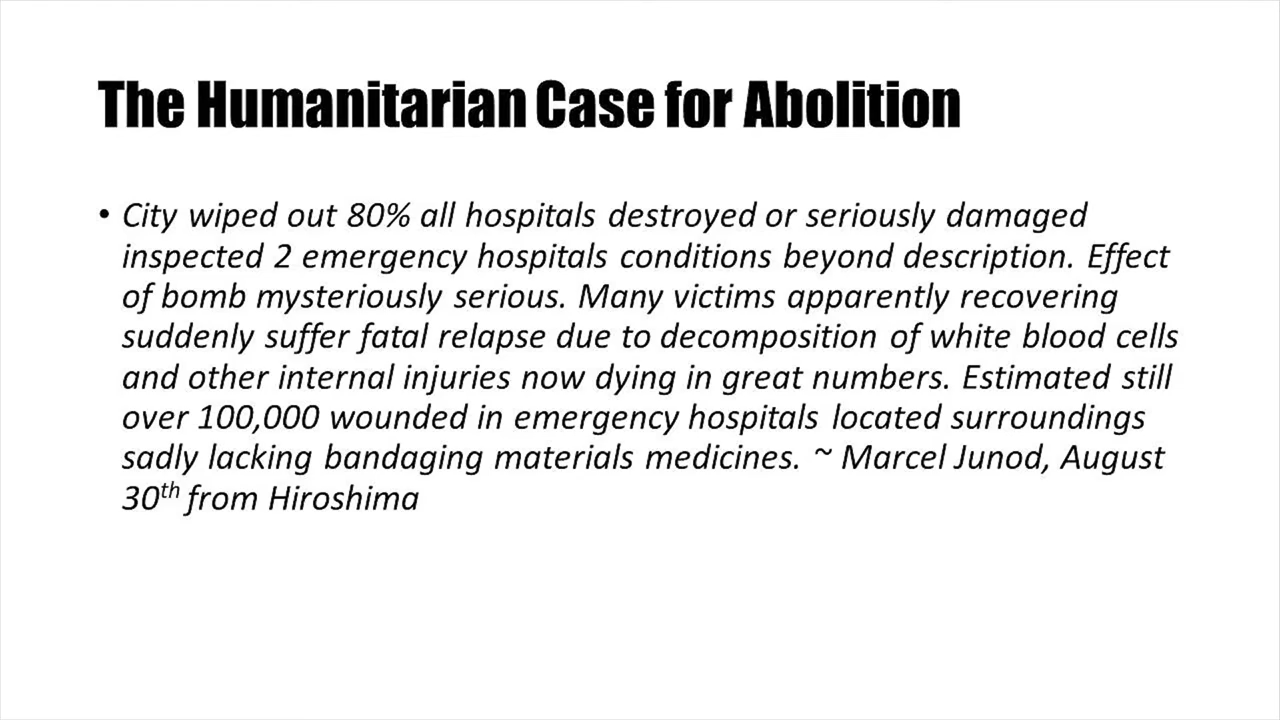 The Humanitarian Case for Abolition
• City wiped out 80% all hospitals destroyed or seriously damaged
inspected 2 emergency hospitals conditions beyond description. Effect
of bomb mysteriously serious. Many victims apparently recovering
suddenly suffer fatal relapse due to decomposition of white blood cells
and other internal injuries now dying in great numbers. Estimated still
over 100,000 wounded in emergency hospitals located surroundings
sadly lacking bandaging materials medicines. ~ Marcel Junod, August
30th from Hiroshima